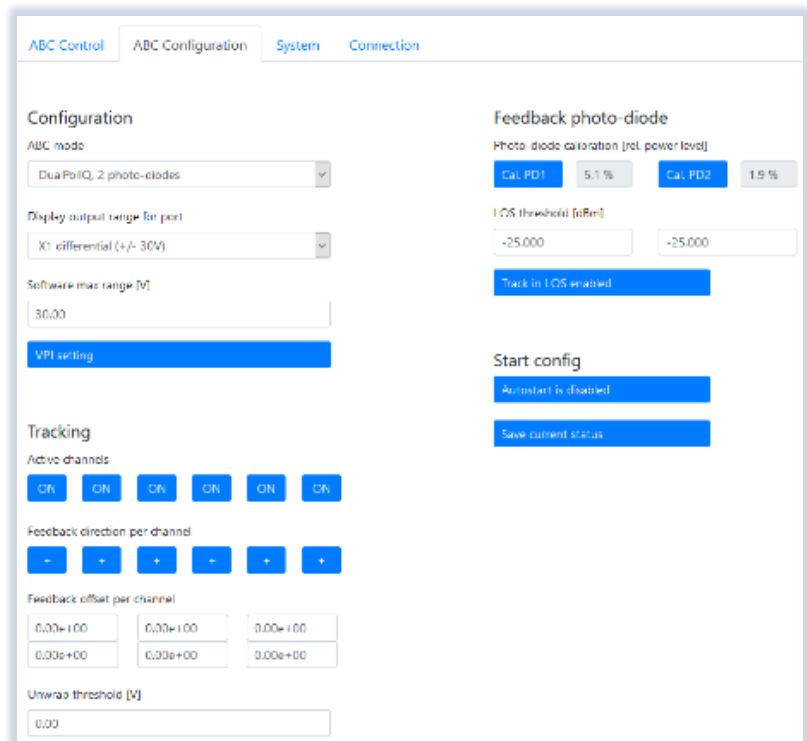 ABC Control ABC Configuration System Connection
Configuration
ABC mode
DualPolIQ, 2 photo-diodes
Display output range for port
X1 differential (+/- 30V)
Software max range [V]
30.00
VPI setting
Tracking
Active channels
ON ON ON ON ON ON
Feedback direction per channel
+ + + + + +
Feedback offset per channel
0.00e+00 0.00e+00 0.00e+00
0.00e+00 0.00e+00 0.00e+00
Unwrap threshold [V]
0.00
Feedback photo-diode
Photo-diode calibration [rel. power level]
Cal. PD1 5.1 % Cal. PD2 1.9 %
LOS threshold [dBm]
-25.000 -25.000
Track in LOS enabled
Start config
Autostart is disabled
Save current status